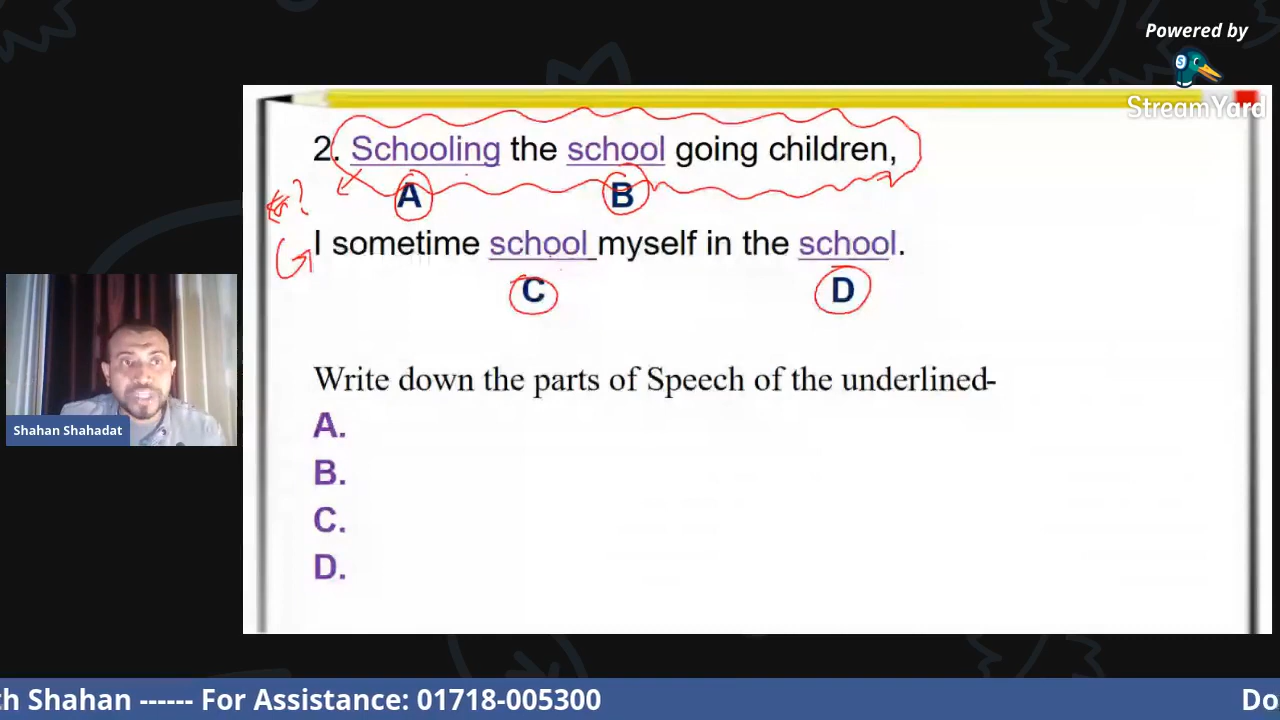 Powered by
StreamYard
2. Schooling the school going children,
A B
?
I sometime school myself in the school.
C D
Write down the parts of Speech of the underlined-
A.
B.
C.
D.
Shahan Shahadat
ch Shahan ------ For Assistance: 01718-005300 Do